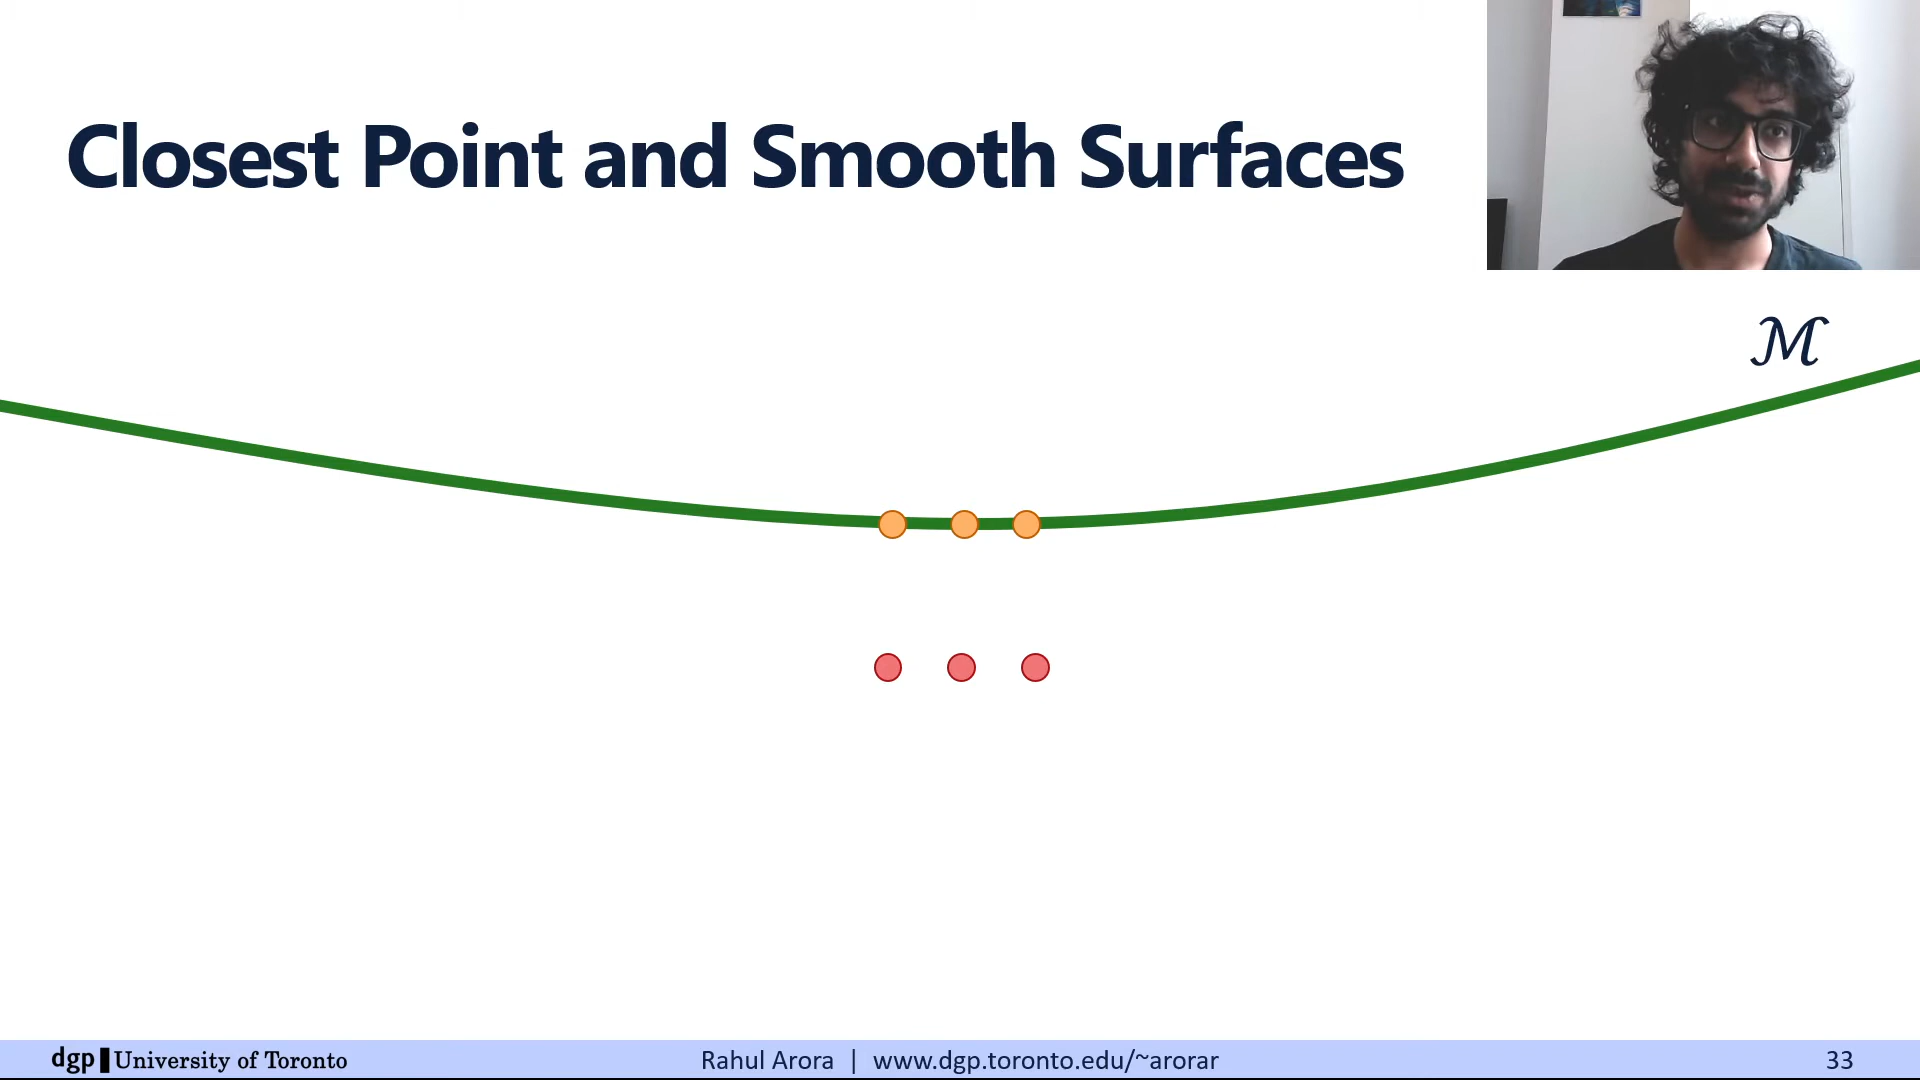 Closest Point and Smooth Surfaces
ℳ
dgp University of Toronto
Rahul Arora | www.dgp.toronto.edu/~arorar
33